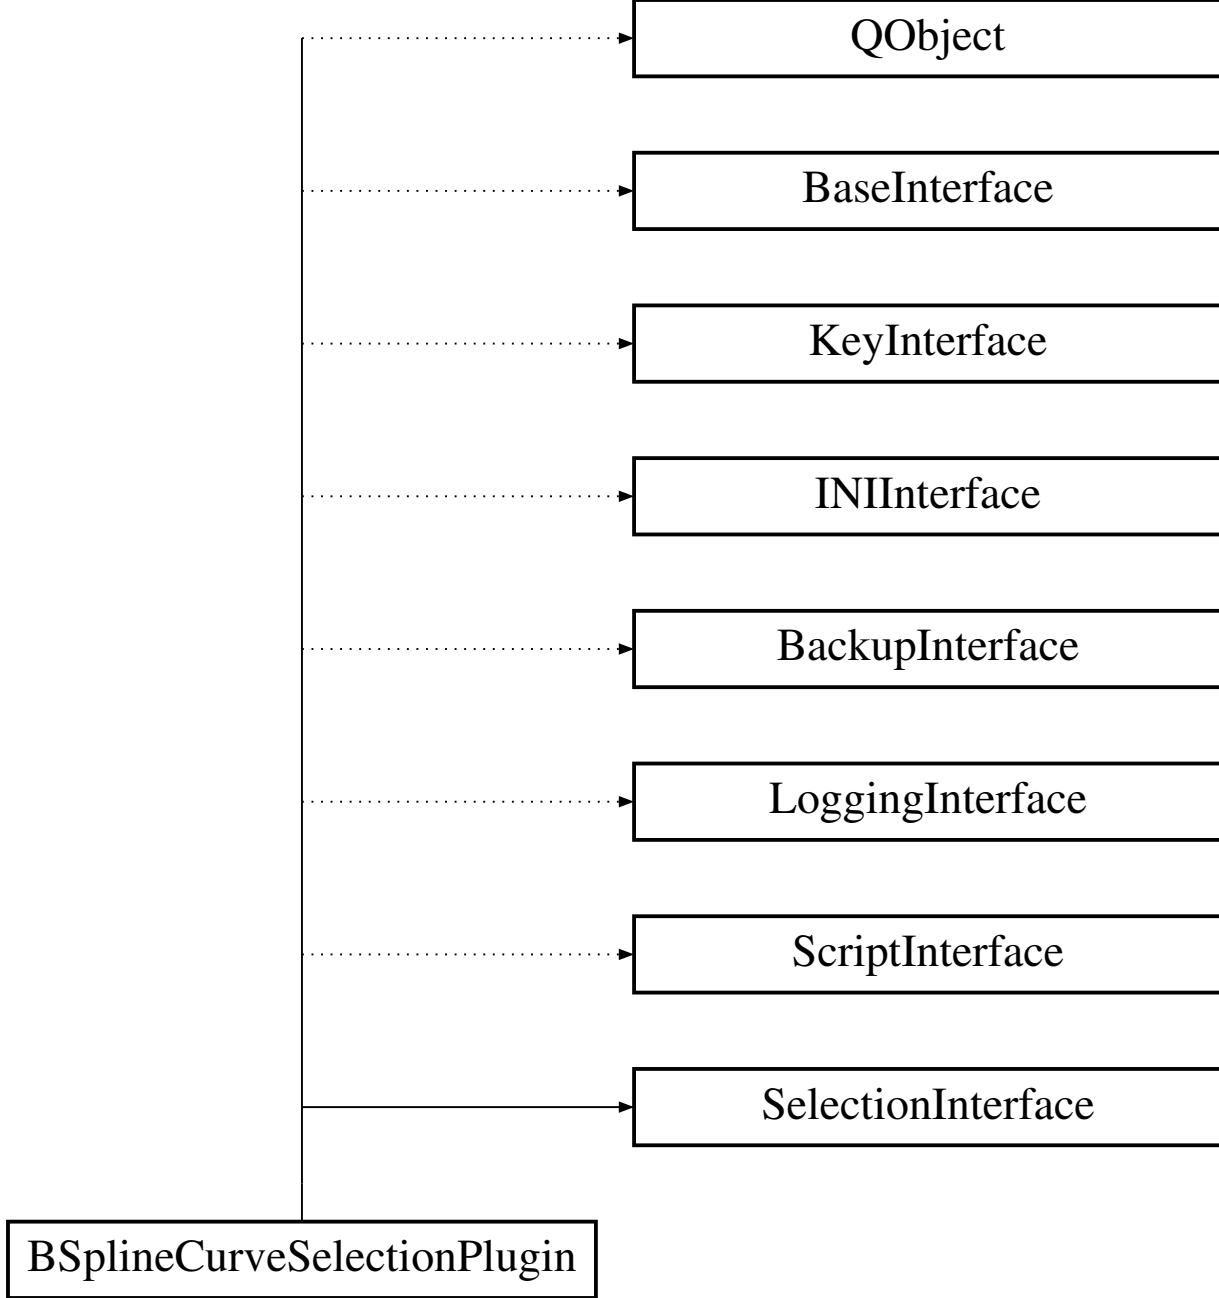 QObject
BaseInterface
KeyInterface
INIInterface
BackupInterface
LoggingInterface
ScriptInterface
SelectionInterface
BSplineCurveSelectionPlugin